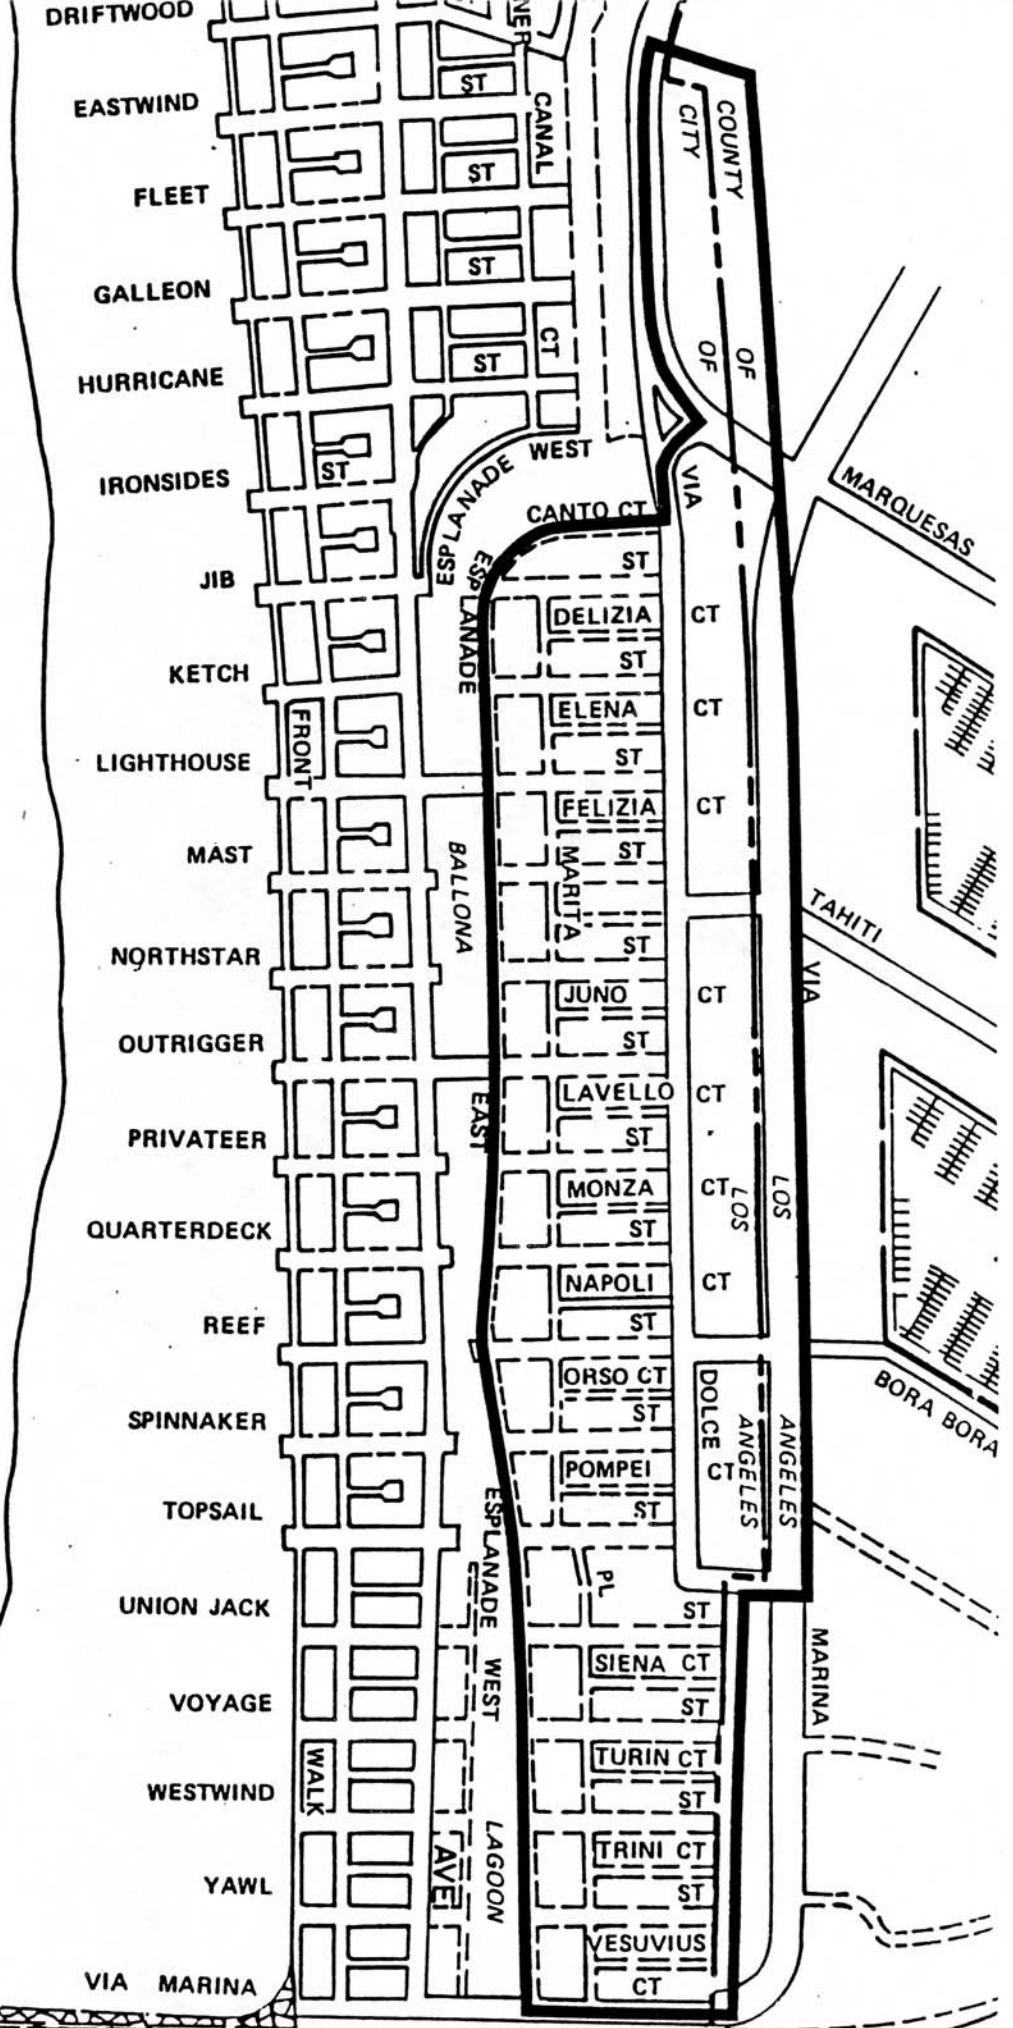 DRIFTWOOD
NER
ST
EASTWIND
CANAL
CITY
COUNTY
ST
FLEET
ST
GALLEON
CT
OF
OF
ST
HURRICANE
WEST
ESPLANADE
IRONSIDES
ST
VIA
MARQUESAS
CANTO CT
ESPLANADE
ST
JIB
DELIZIA CT
ST
KETCH
ELENA CT
FRONT
LIGHTHOUSE
ST
FELIZIA CT
MAST
BALLONA
MARITA
ST
TAHITI
NORTHSTAR
ST
VIA
JUNO CT
OUTRIGGER
ST
LAVELLO CT
EAST
PRIVATEER
ST
MONZA CT
LOS
LOS
QUARTERDECK
ST
NAPOLI CT
REEF
ST
ORSO CT
DOLCE
BORA BORA
SPINNAKER
ST
ANGELES
ANGELES
POMPEI CT
TOPSAIL
ST
ESPLANADE WEST
PL
UNION JACK
ST
SIENA CT
MARINA
VOYAGE
ST
TURIN CT
WALK
WESTWIND
ST
TRINI CT
AVE
LAGOON
YAWL
ST
VESUVIUS
CT
VIA MARINA